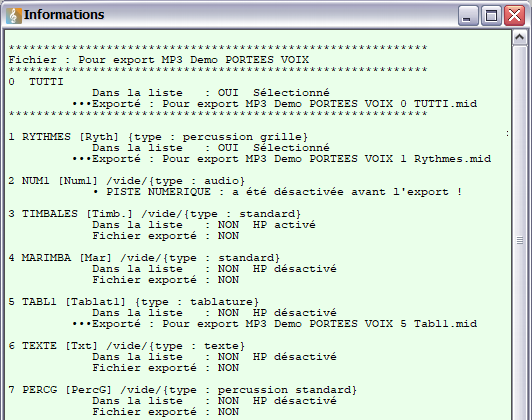 Informations
************************************************************
Fichier : Pour export MP3 Demo PORTEES VOIX
************************************************************
0  TUTTI
Dans la liste   : OUI  Sélectionné
•••Exporté : Pour export MP3 Demo PORTEES VOIX 0 TUTTI.mid
************************************************************
1 RYTHMES [Ryth] {type : percussion grille}
Dans la liste   : OUI  Sélectionné
•••Exporté : Pour export MP3 Demo PORTEES VOIX 1 Rythmes.mid
2 NUM1 [Num1] /vide/{type : audio}
• PISTE NUMERIQUE : a été désactivée avant l'export !
3 TIMBALES [Timb.] /vide/{type : standard}
Dans la liste   : NON  HP activé
Fichier exporté : NON
4 MARIMBA [Mar] /vide/{type : standard}
Dans la liste   : NON  HP désactivé
Fichier exporté : NON
5 TABL1 [Tablat1] {type : tablature}
Dans la liste   : NON  HP désactivé
•••Exporté : Pour export MP3 Demo PORTEES VOIX 5 Tabl1.mid
6 TEXTE [Txt] /vide/{type : texte}
Dans la liste   : NON  HP désactivé
Fichier exporté : NON
7 PERCG [PercG] /vide/{type : percussion standard}
Dans la liste   : NON  HP désactivé
Fichier exporté : NON